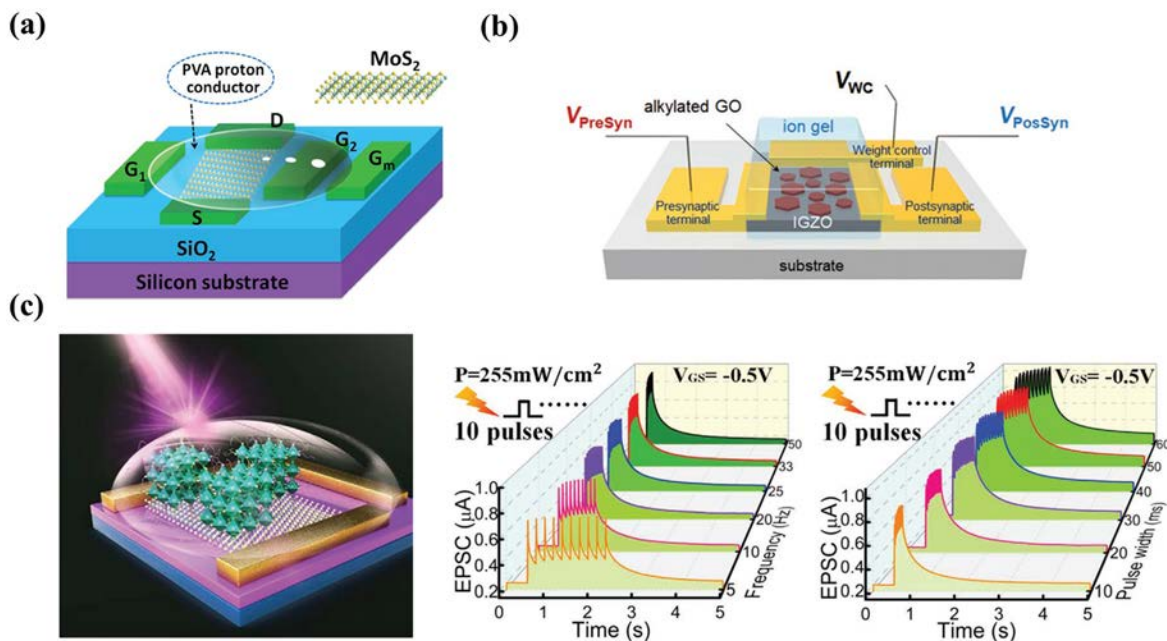 (a)
PVA proton
conductor
MoS2
D
G1
G2
Gm
S
SiO2
Silicon substrate
(b)
VWC
alkylated GO
VPreSyn
ion gel
VPosSyn
Weight control
terminal
Presynaptic
terminal
Postsynaptic
terminal
IGZO
substrate
(c)
P=255mW/cm2
VGS= -0.5V
10 pulses
EPSC (μA)
1.0
0.8
0.6
0.4
0.2
0 1 2 3 4 5
Time (s)
5
10
20
25
33
50
Frequency (Hz)
P=255mW/cm2
VGS= -0.5V
10 pulses
EPSC (μA)
1.0
0.8
0.6
0.4
0.2
0 1 2 3 4 5
Time (s)
10
20
30
40
50
60
Pulse width (ms)